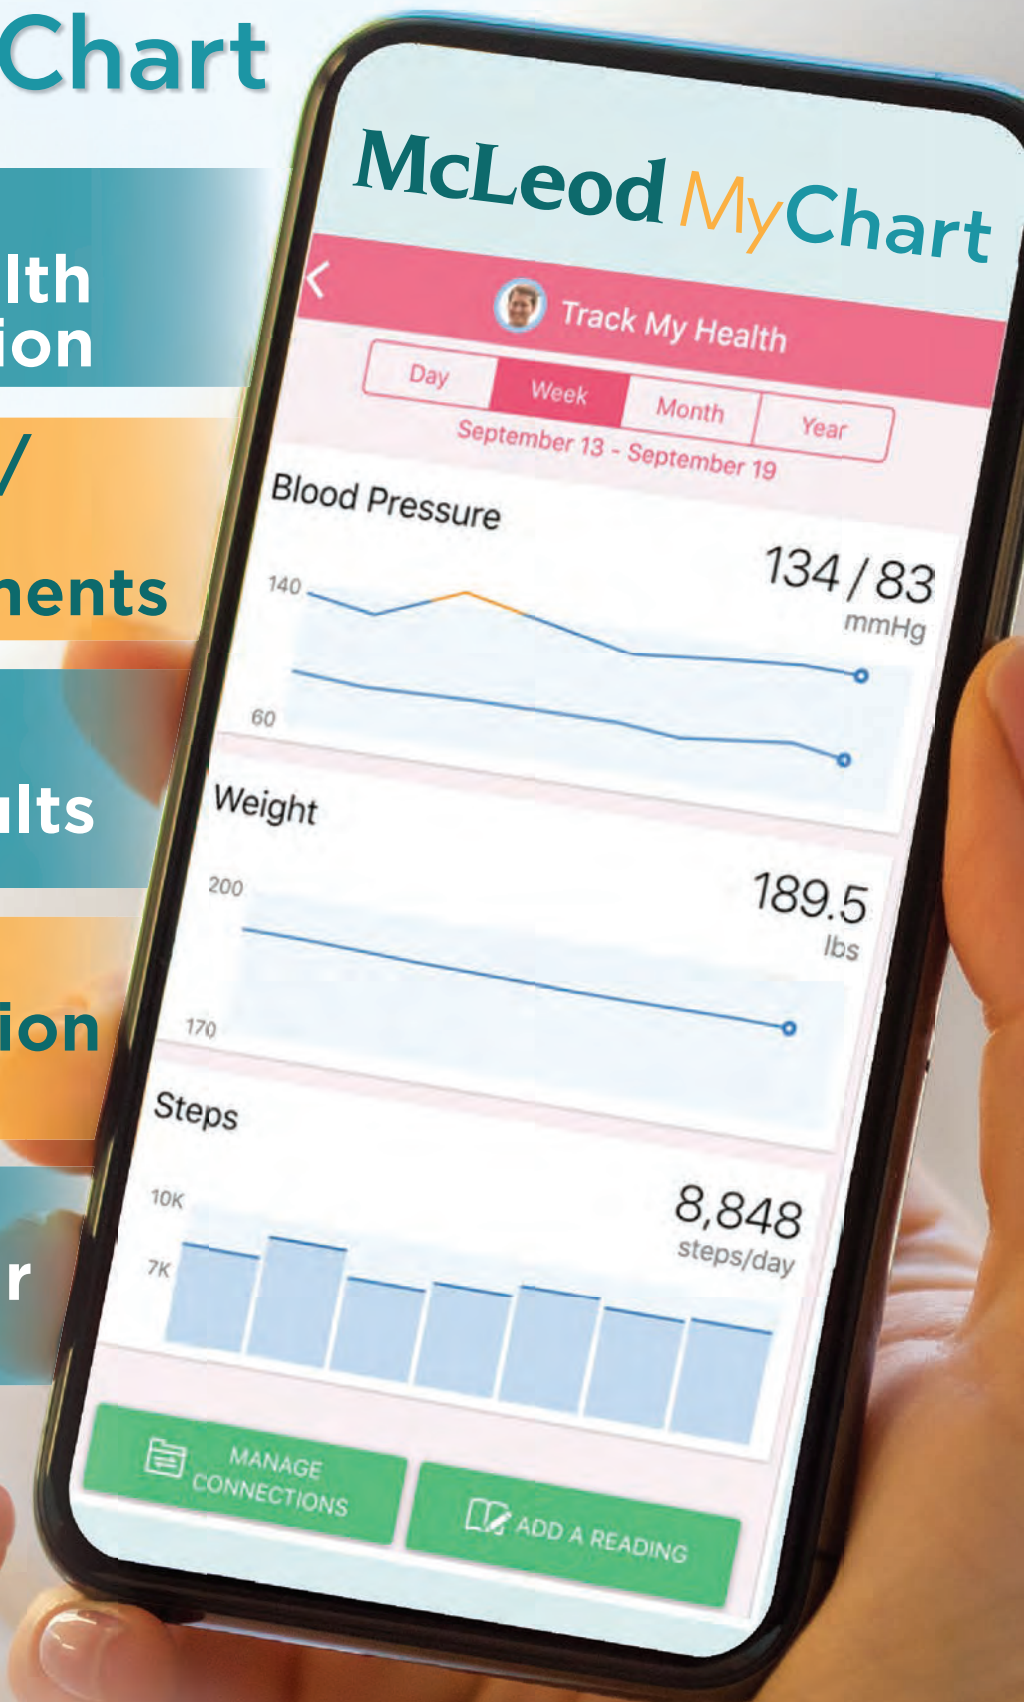 Chart
lth
ion
/
ments
ults
ion
r
McLeod MyChart
Track My Health
Day
Week
Month
Year
September 13 - September 19
Blood Pressure
134 / 83
mmHg
140
60
Weight
189.5
lbs
200
170
Steps
8,848
steps/day
10K
7K
MANAGE
CONNECTIONS
ADD A READING